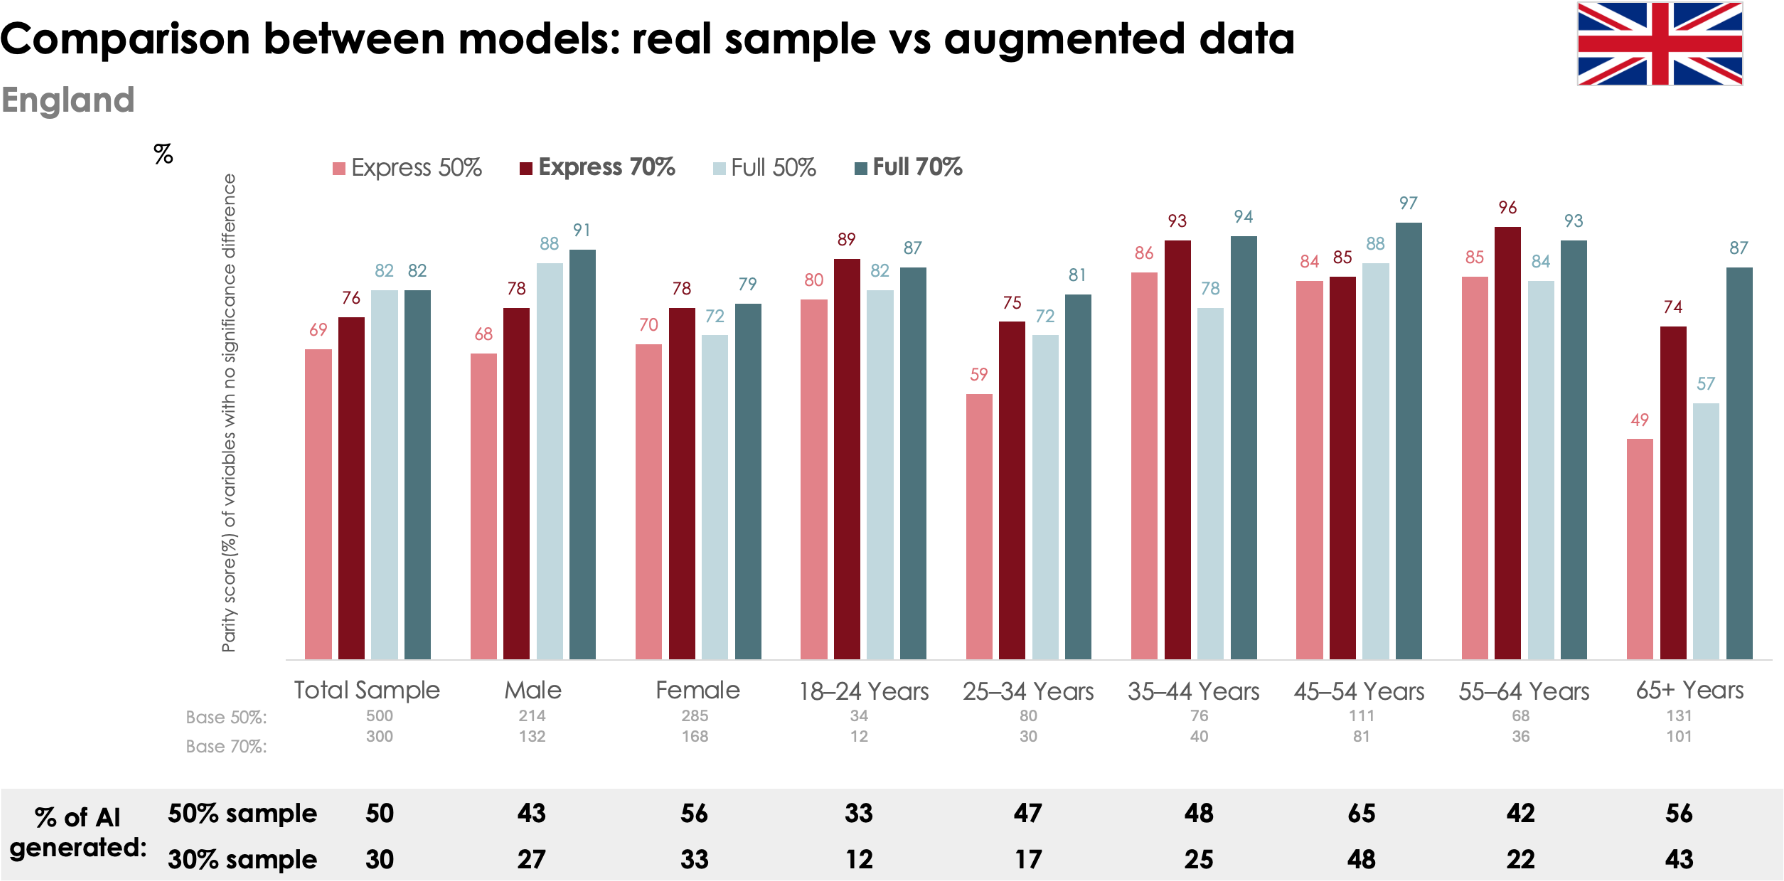 Comparison between models: real sample vs augmented data
England
%
Express 50% Express 70% Full 50% Full 70%
Parity score(%) of variables with no significance difference
69 76 82 82
68 78 88 91
70 78 72 79
80 89 82 87
59 75 72 81
86 93 78 94
84 85 88 97
85 96 84 93
49 74 57 87
Total Sample Male Female 18–24 Years 25–34 Years 35–44 Years 45–54 Years 55–64 Years 65+ Years
Base 50%: 500 214 285 34 80 76 111 68 131
Base 70%: 300 132 168 12 30 40 81 36 101
% of AI generated:
50% sample 50 43 56 33 47 48 65 42 56
30% sample 30 27 33 12 17 25 48 22 43